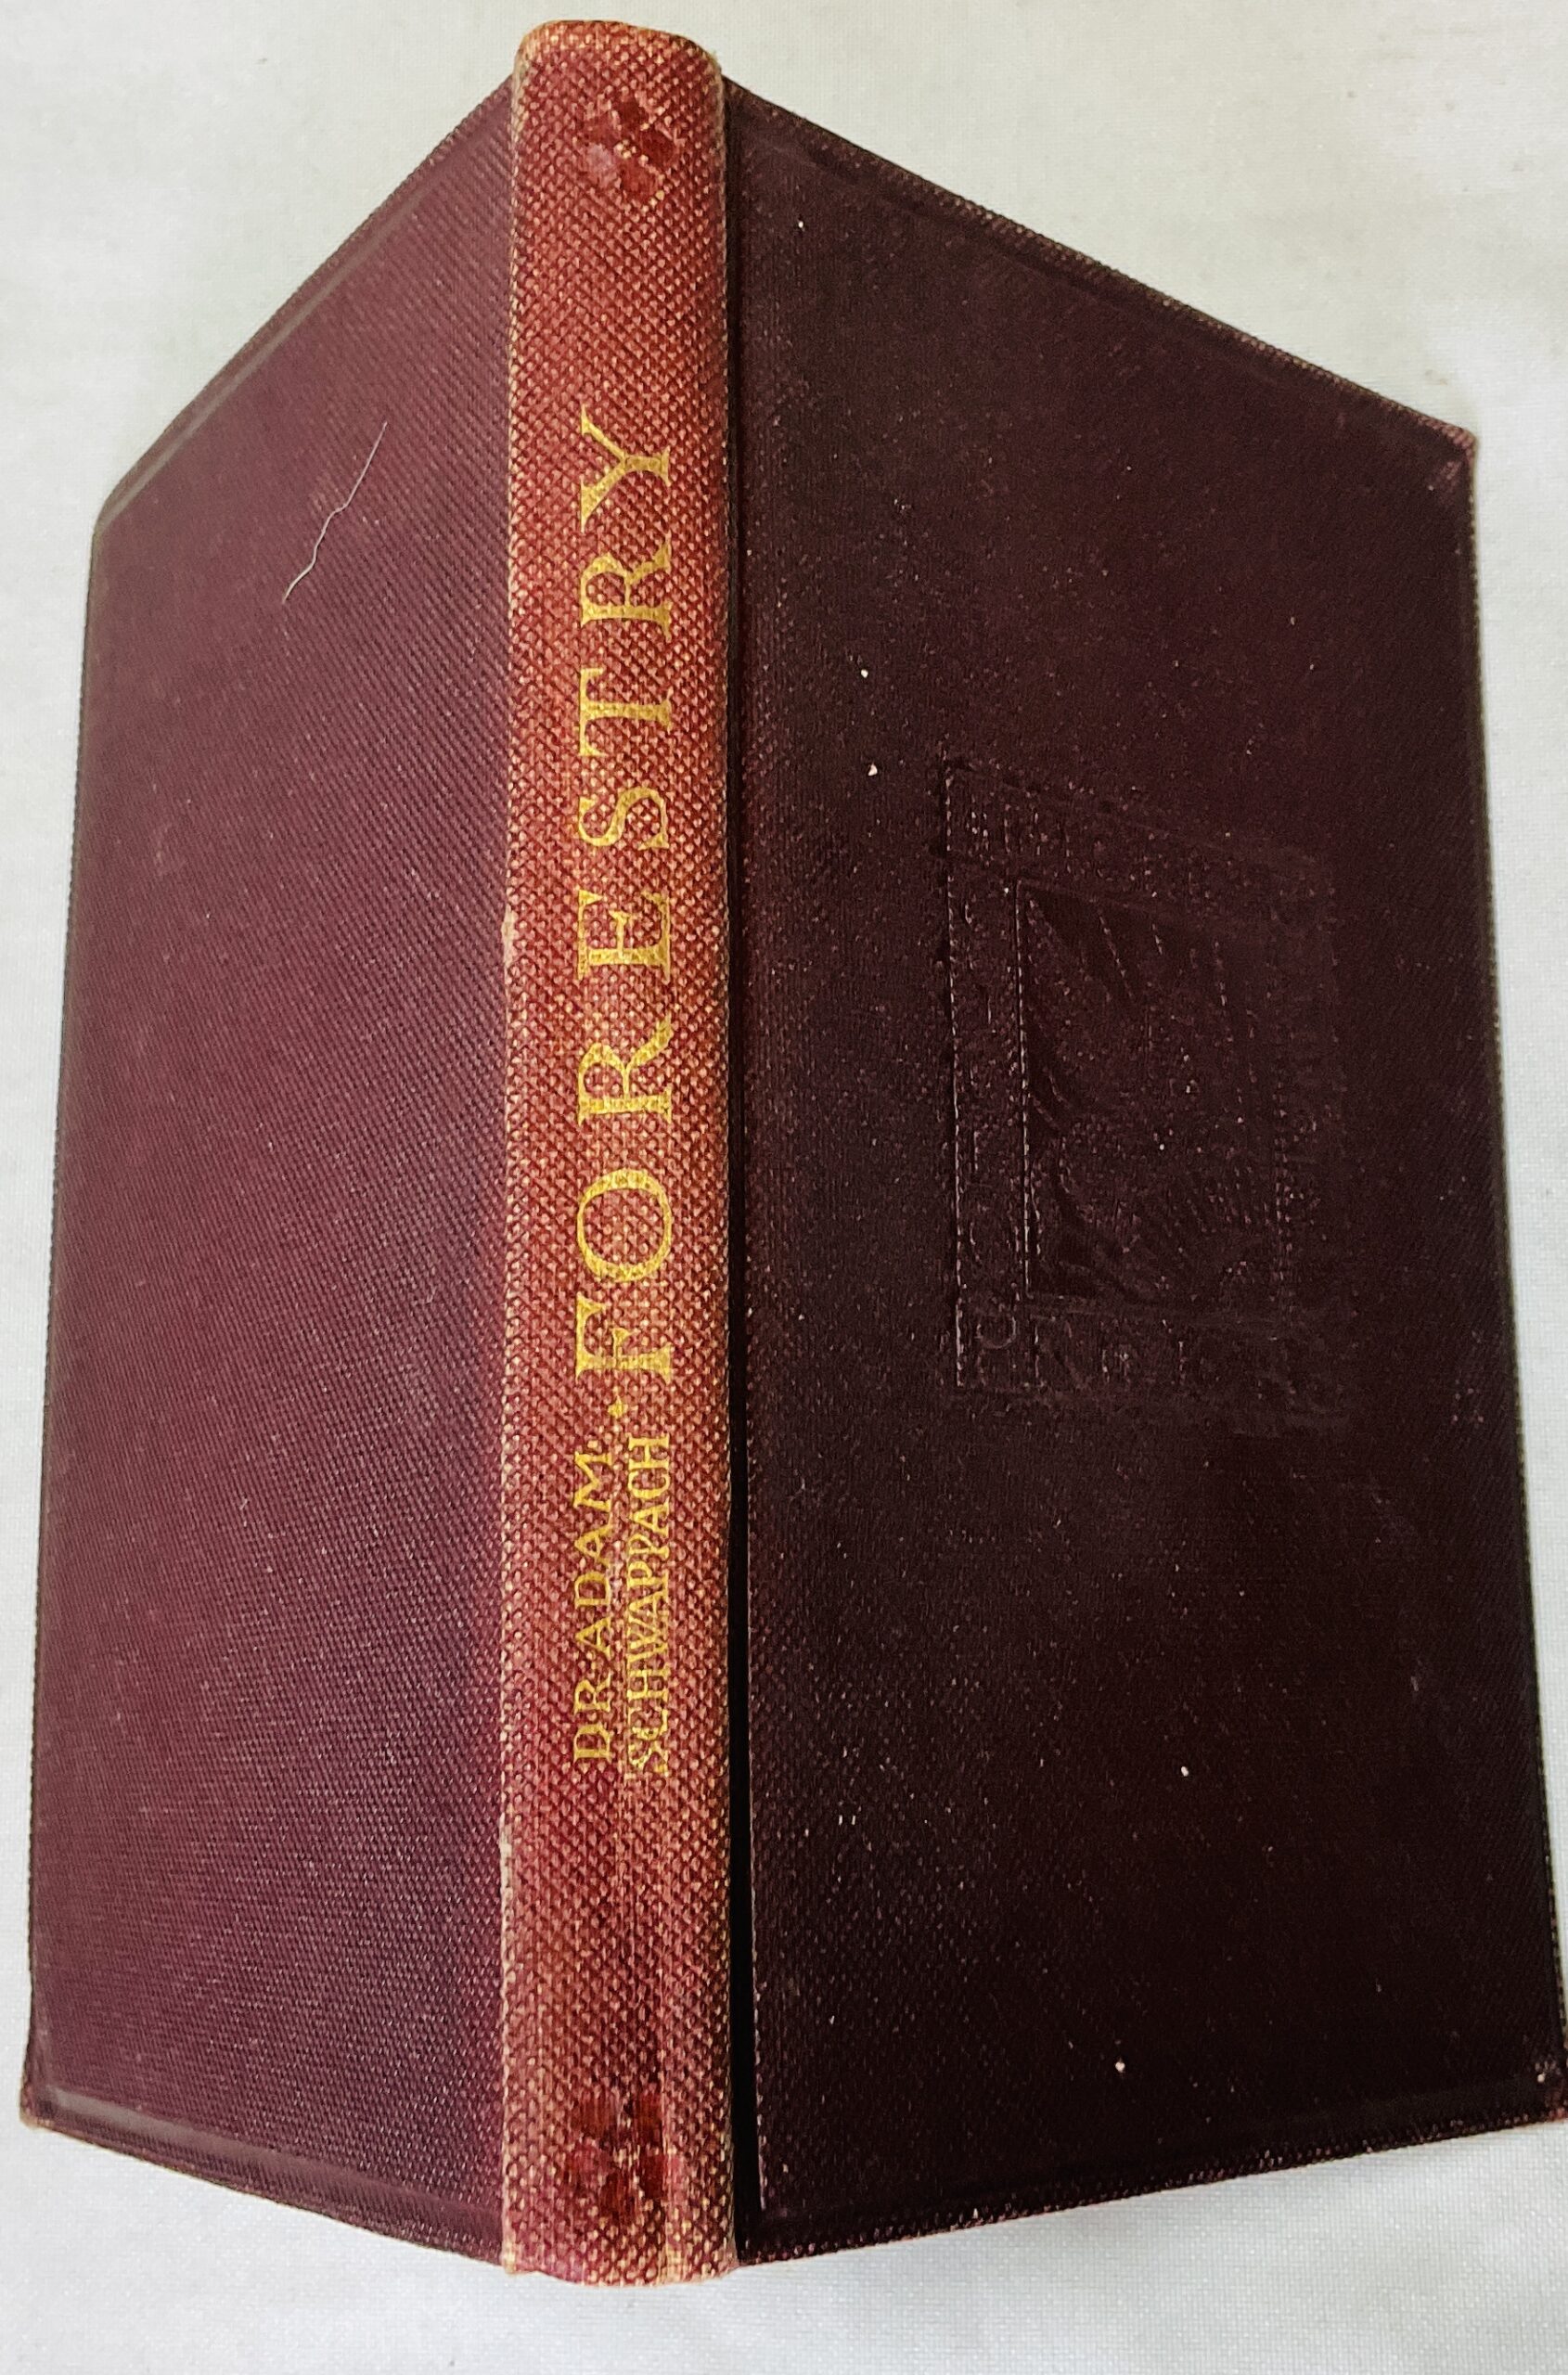 DR·ADAM·
SCHWAPPACH · FORESTRY